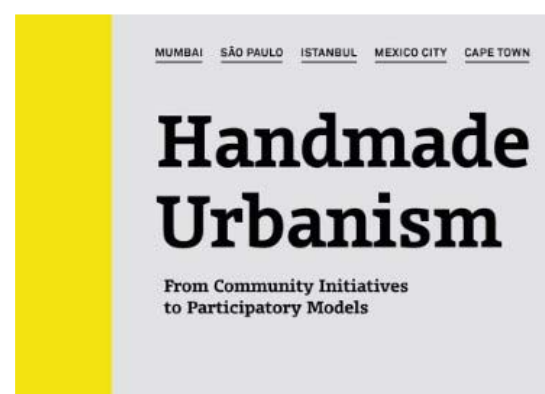 MUMBAI SÃO PAULO ISTANBUL MEXICO CITY CAPE TOWN
Handmade
Urbanism
From Community Initiatives
to Participatory Models